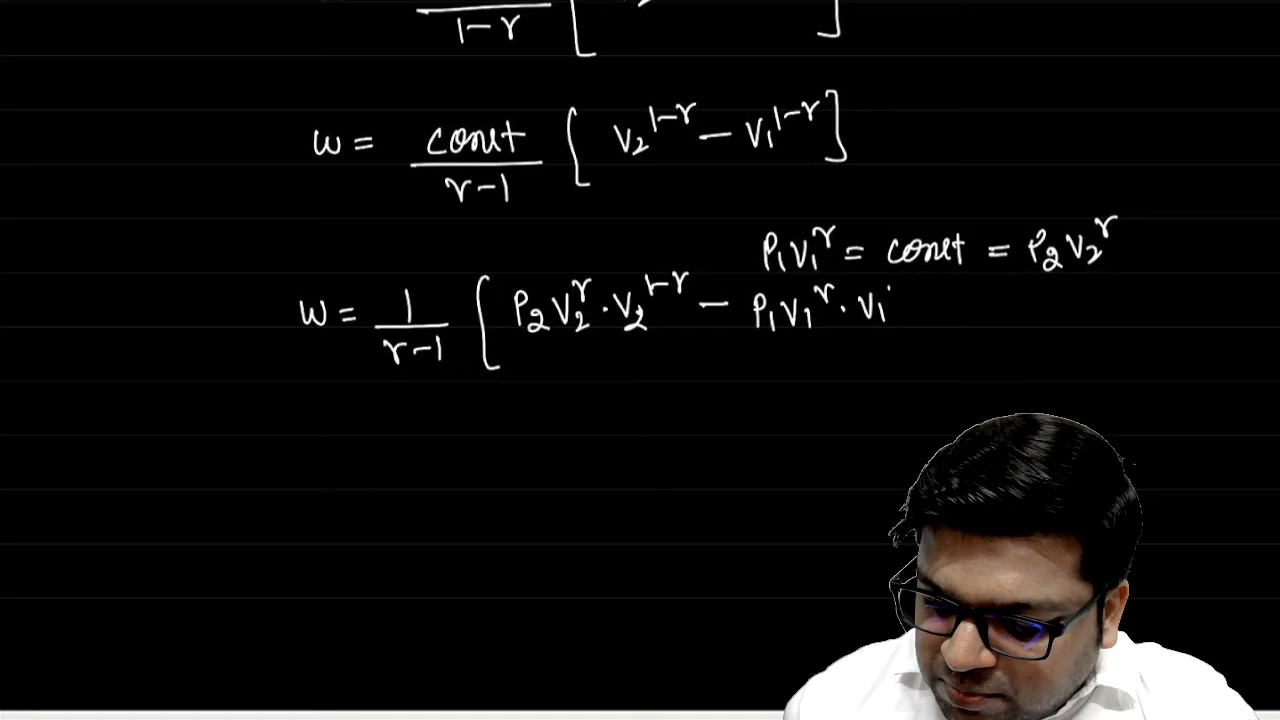 1-γ [ ]
W = const/γ-1 [ V₂^1-γ - V₁^1-γ ]
P₁V₁^γ = const = P₂V₂^γ
W = 1/γ-1 [ P₂V₂^γ · V₂^1-γ - P₁V₁^γ · V₁